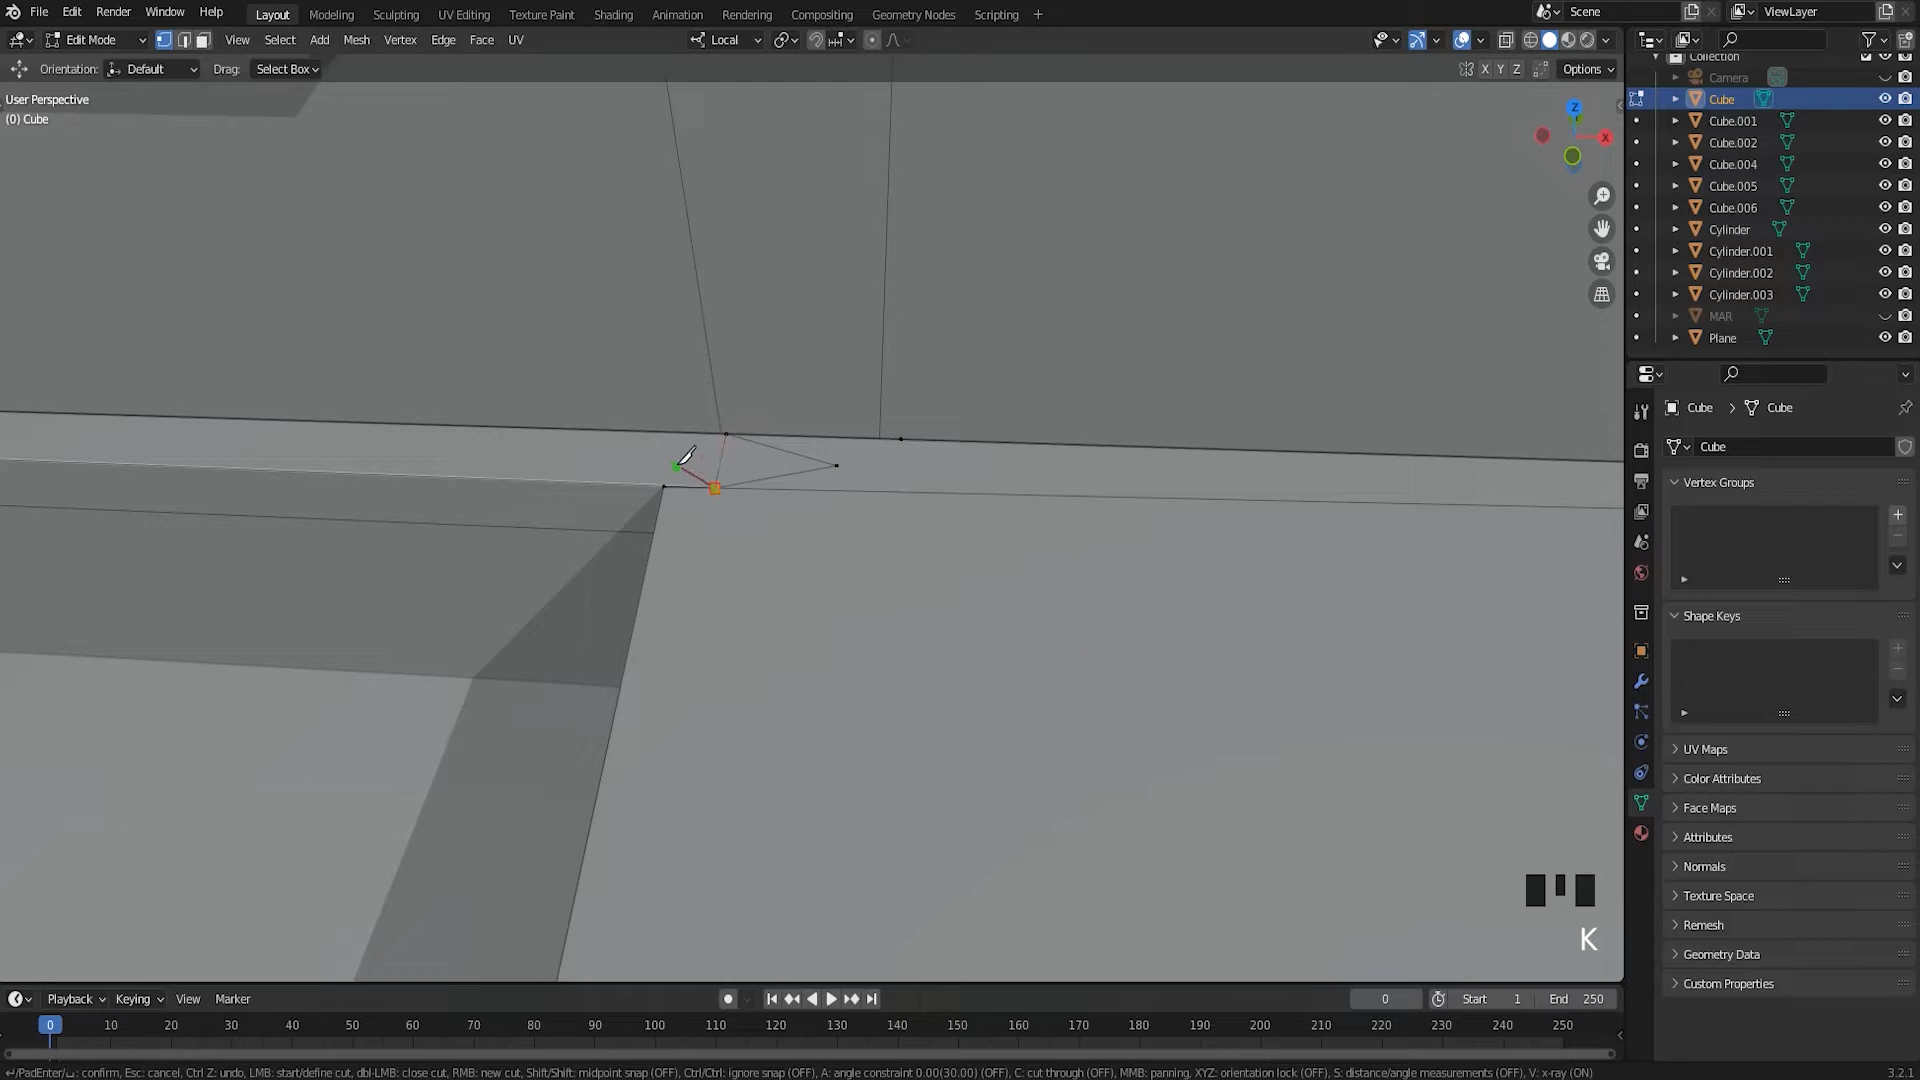 File Edit Render Window Help Layout Modeling Sculpting UV Editing Texture Paint Shading Animation Rendering Compositing Geometry Nodes Scripting + Scene ViewLayer
Edit Mode View Select Add Mesh Vertex Edge Face UV Local
Orientation: Default Drag: Select Box X Y Z Options
User Perspective
(0) Cube
Z
X
Collection
Camera
Cube
Cube.001
Cube.002
Cube.004
Cube.005
Cube.006
Cylinder
Cylinder.001
Cylinder.002
Cylinder.003
MAR
Plane
Cube > Cube
Cube
Vertex Groups
Shape Keys
UV Maps
Color Attributes
Face Maps
Attributes
Normals
Texture Space
Remesh
Geometry Data
Custom Properties
K
Playback Keying View Marker 0 Start 1 End 250
0 10 20 30 40 50 60 70 80 90 100 110 120 130 140 150 160 170 180 190 200 210 220 230 240 250
↵/PadEnter/␣: confirm, Esc: cancel, Ctrl Z: undo, LMB: start/define cut, dbl-LMB: close cut, RMB: new cut, Shift/Shift: midpoint snap (OFF), Ctrl/Ctrl: ignore snap (OFF), A: angle constraint 0.00(30.00) (OFF), C: cut through (OFF), MMB: panning, XYZ: orientation lock (OFF), S: distance/angle measurements (OFF), V: x-ray (ON) 3.2.1